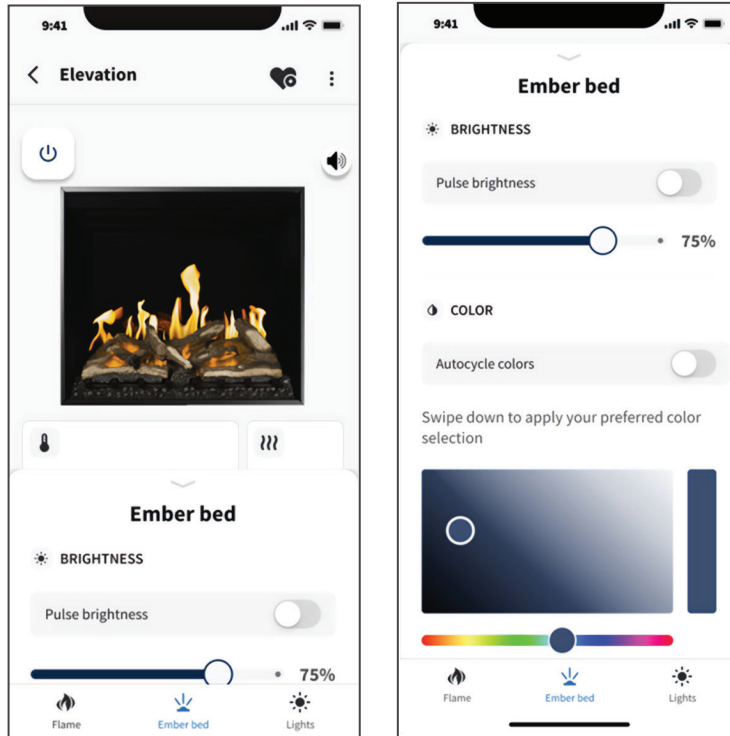 9:41
Elevation
Ember bed
BRIGHTNESS
Pulse brightness
75%
Flame
Ember bed
Lights
9:41
Ember bed
BRIGHTNESS
Pulse brightness
75%
COLOR
Autocycle colors
Swipe down to apply your preferred color
selection
Flame
Ember bed
Lights